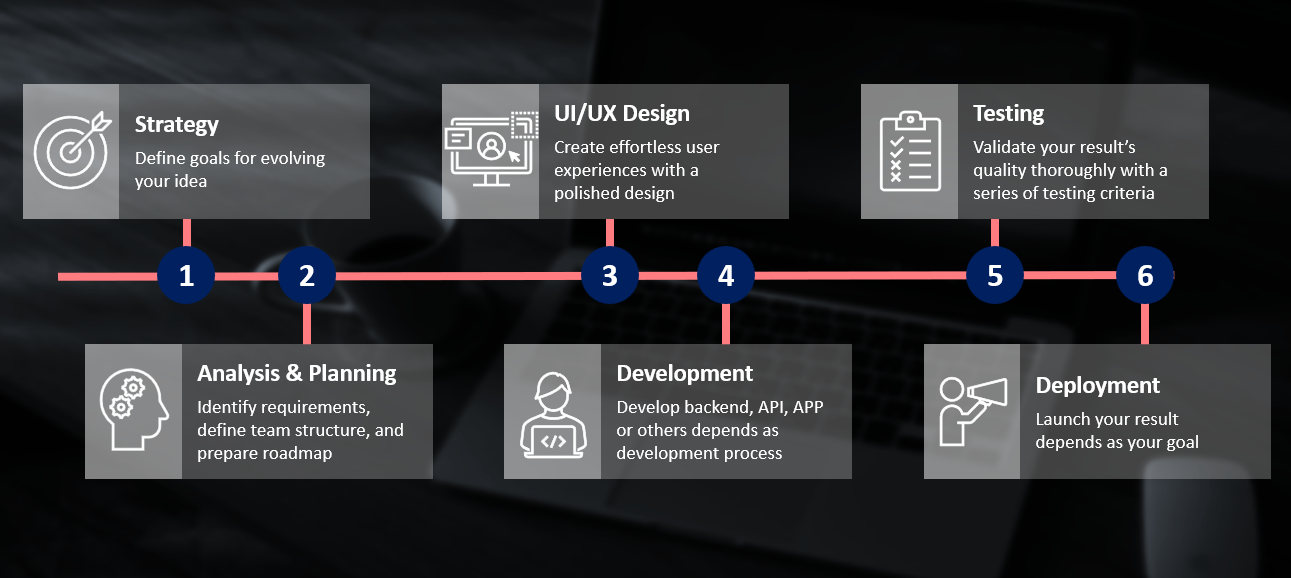 Strategy
Define goals for evolving
your idea
UI/UX Design
Create effortless user
experiences with a
polished design
Testing
Validate your result's
quality thoroughly with a
series of testing criteria
1
2
3
4
5
6
Analysis & Planning
Identify requirements,
define team structure, and
prepare roadmap
Development
Develop backend, API, APP
or others depends as
development process
</>
Deployment
Launch your result
depends as your goal